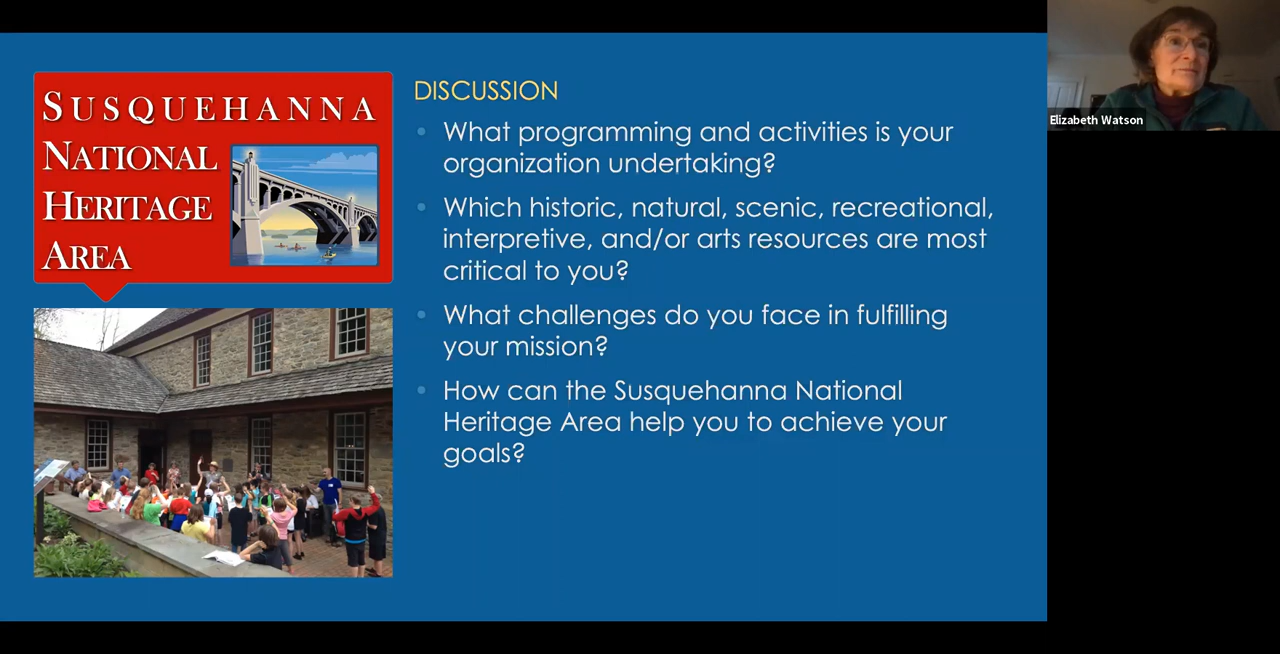 SUSQUEHANNA
NATIONAL
HERITAGE
AREA
DISCUSSION
• What programming and activities is your
organization undertaking?
• Which historic, natural, scenic, recreational,
interpretive, and/or arts resources are most
critical to you?
• What challenges do you face in fulfilling
your mission?
• How can the Susquehanna National
Heritage Area help you to achieve your
goals?
Elizabeth Watson